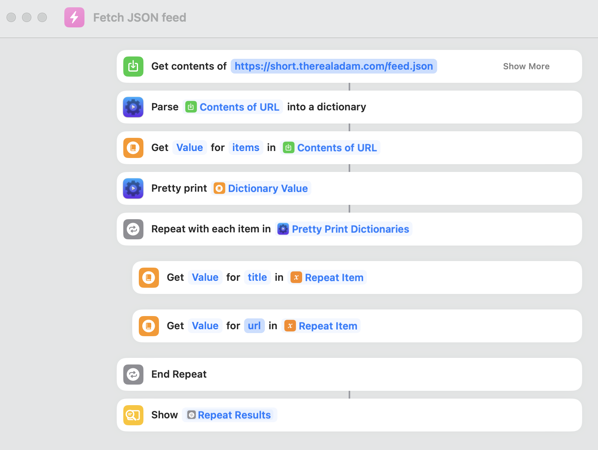 Fetch JSON feed
Get contents of https://short.therealadam.com/feed.json Show More
Parse Contents of URL into a dictionary
Get Value for items in Contents of URL
Pretty print Dictionary Value
Repeat with each item in Pretty Print Dictionaries
Get Value for title in Repeat Item
Get Value for url in Repeat Item
End Repeat
Show Repeat Results